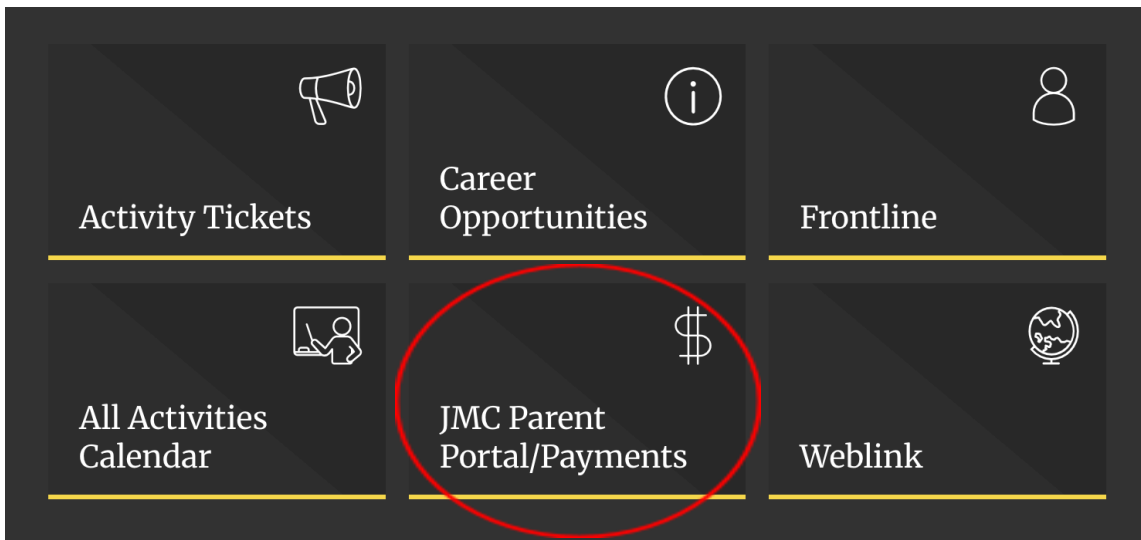 Activity Tickets
Career
Opportunities
Frontline
All Activities
Calendar
JMC Parent
Portal/Payments
Weblink